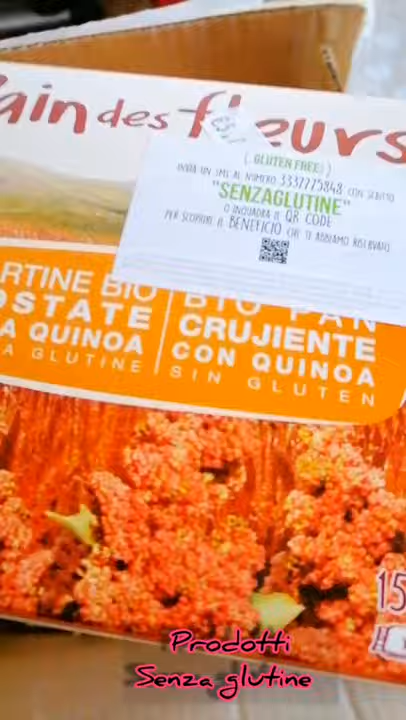 ain des fleurs
( GLUTEN FREE! )
INVIA UN SMS AL NUMERO 3337775848 CON SCRITTO
"SENZAGLUTINE"
O INQUADRA IL QR CODE
PER SCOPRIRE IL BENEFICIO CHE TI ABBIAMO RISERVATO
ARTINE BIO
OSTATE
A QUINOA
A GLUTINE
BIO PAN
CRUJIENTE
CON QUINOA
SIN GLUTEN
15
Prodotti
Senza glutine